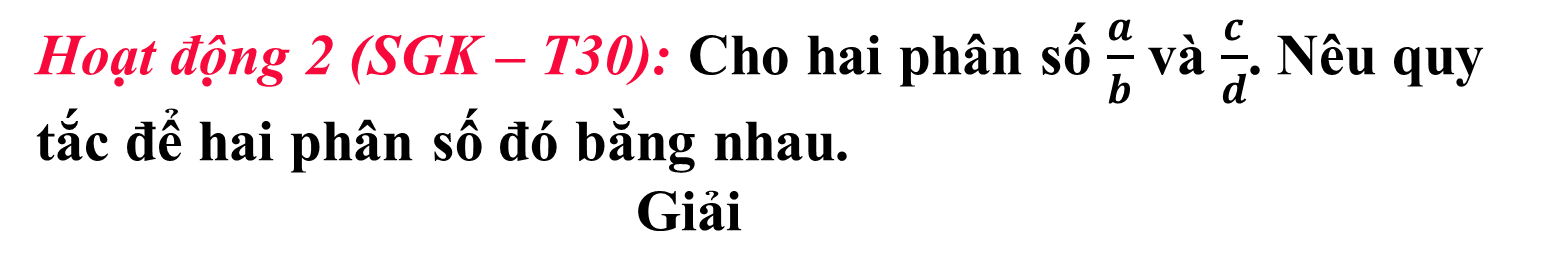 Hoạt động 2 (SGK – T30): Cho hai phân số a/b và c/d. Nêu quy
tắc để hai phân số đó bằng nhau.
Giải